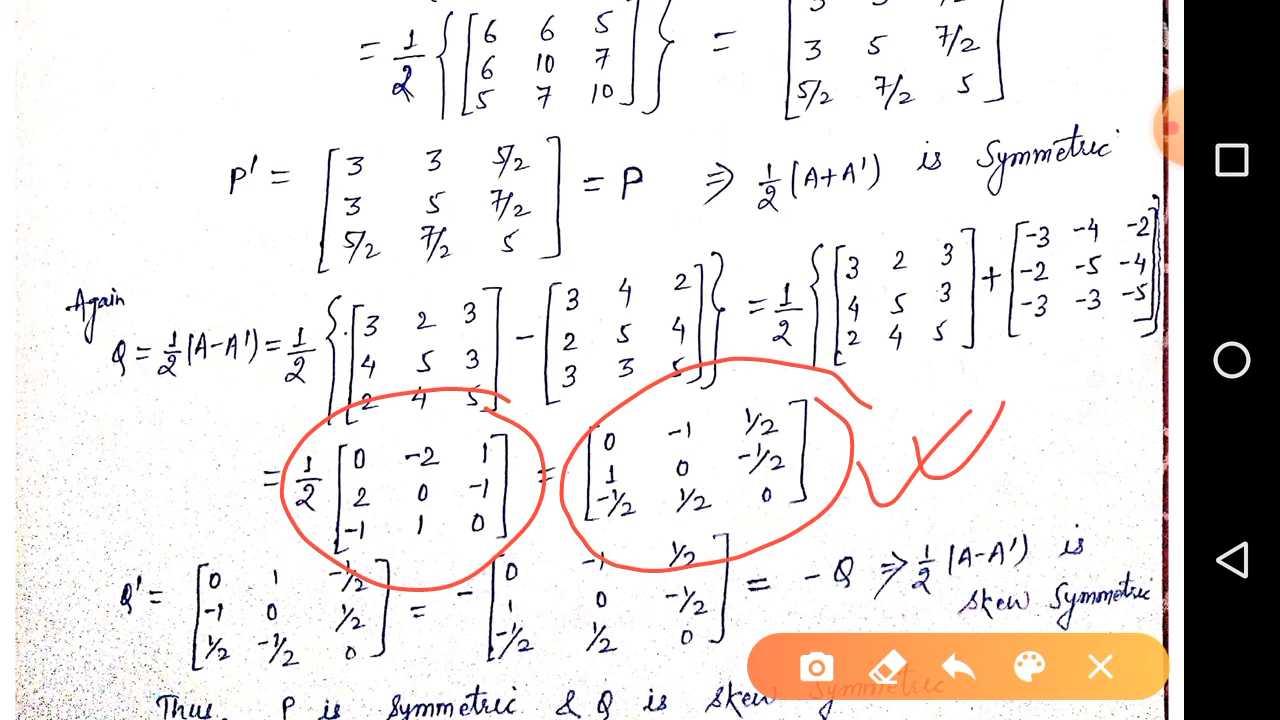 = 1/2 { [ 6 6 5
6 10 7
5 7 10 ] } = [ 3 5 7/2
5/2 7/2 5 ]
P' = [ 3 3 5/2
3 5 7/2
5/2 7/2 5 ] = P ⇒ 1/2 (A+A') is Symmetric
Again
Q = 1/2 (A-A') = 1/2 { [ 3 2 3
4 5 3
2 4 5 ] - [ 3 4 2
2 5 4
3 3 5 ] } = 1/2 { [ 3 2 3
4 5 3
2 4 5 ] + [ -3 -4 -2
-2 -5 -4
-3 -3 -5 ] }
= 1/2 [ 0 -2 1
2 0 -1
-1 1 0 ] = [ 0 -1 1/2
1 0 -1/2
-1/2 1/2 0 ]
Q' = [ 0 1 -1/2
-1 0 1/2
1/2 -1/2 0 ] = - [ 0 -1 1/2
1 0 -1/2
-1/2 1/2 0 ] = -Q ⇒ 1/2 (A-A') is
skew Symmetric
Thus, P is symmetric & Q is skew symmetric